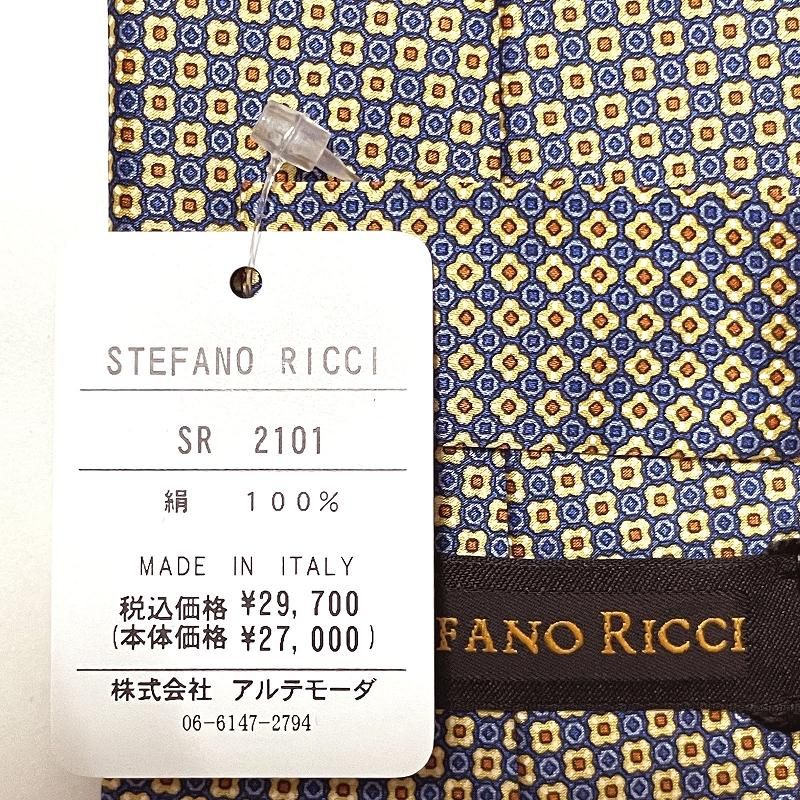 STEFANO RICCI
SR 2101
絹 100%
MADE IN ITALY
税込価格 ¥29,700
(本体価格 ¥27,000)
株式会社 アルテモーダ
06-6147-2794
FANO RICCI